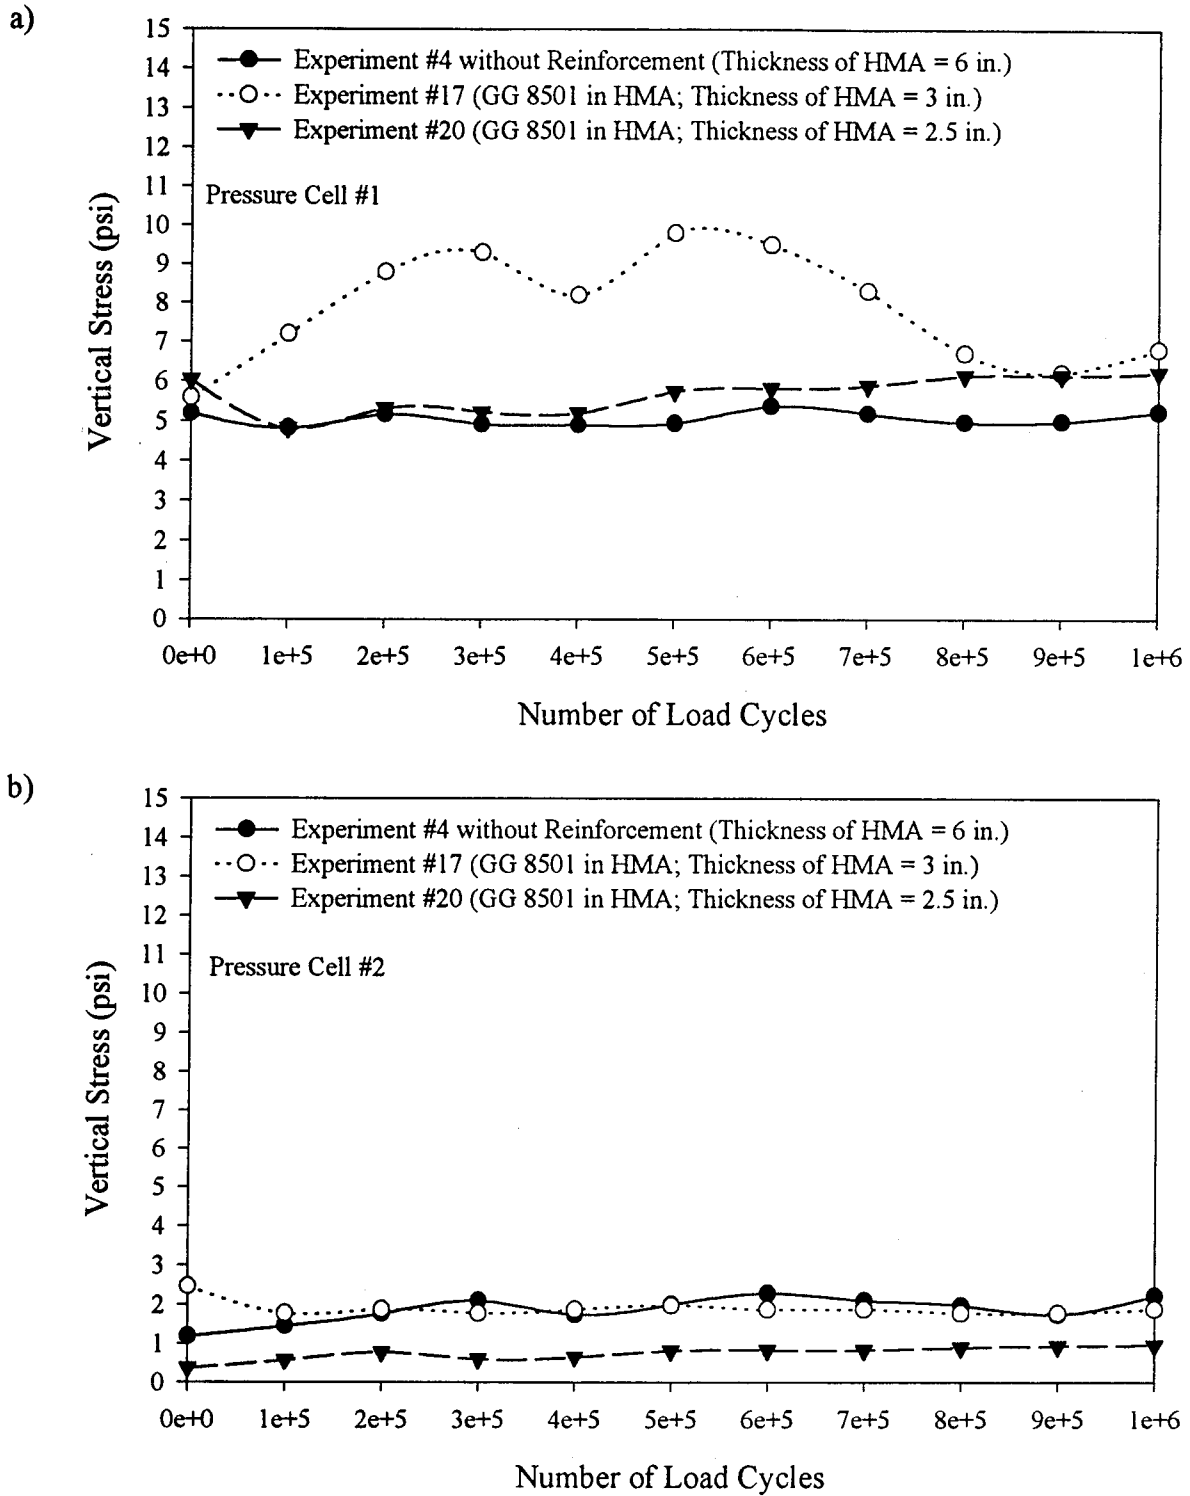 a)
15
14
13
12
11
10
9
8
7
6
5
4
3
2
1
0
Vertical Stress (psi)
Experiment #4 without Reinforcement (Thickness of HMA = 6 in.)
Experiment #17 (GG 8501 in HMA; Thickness of HMA = 3 in.)
Experiment #20 (GG 8501 in HMA; Thickness of HMA = 2.5 in.)
Pressure Cell #1
0e+0 1e+5 2e+5 3e+5 4e+5 5e+5 6e+5 7e+5 8e+5 9e+5 1e+6
Number of Load Cycles
b)
15
14
13
12
11
10
9
8
7
6
5
4
3
2
1
0
Vertical Stress (psi)
Experiment #4 without Reinforcement (Thickness of HMA = 6 in.)
Experiment #17 (GG 8501 in HMA; Thickness of HMA = 3 in.)
Experiment #20 (GG 8501 in HMA; Thickness of HMA = 2.5 in.)
Pressure Cell #2
0e+0 1e+5 2e+5 3e+5 4e+5 5e+5 6e+5 7e+5 8e+5 9e+5 1e+6
Number of Load Cycles